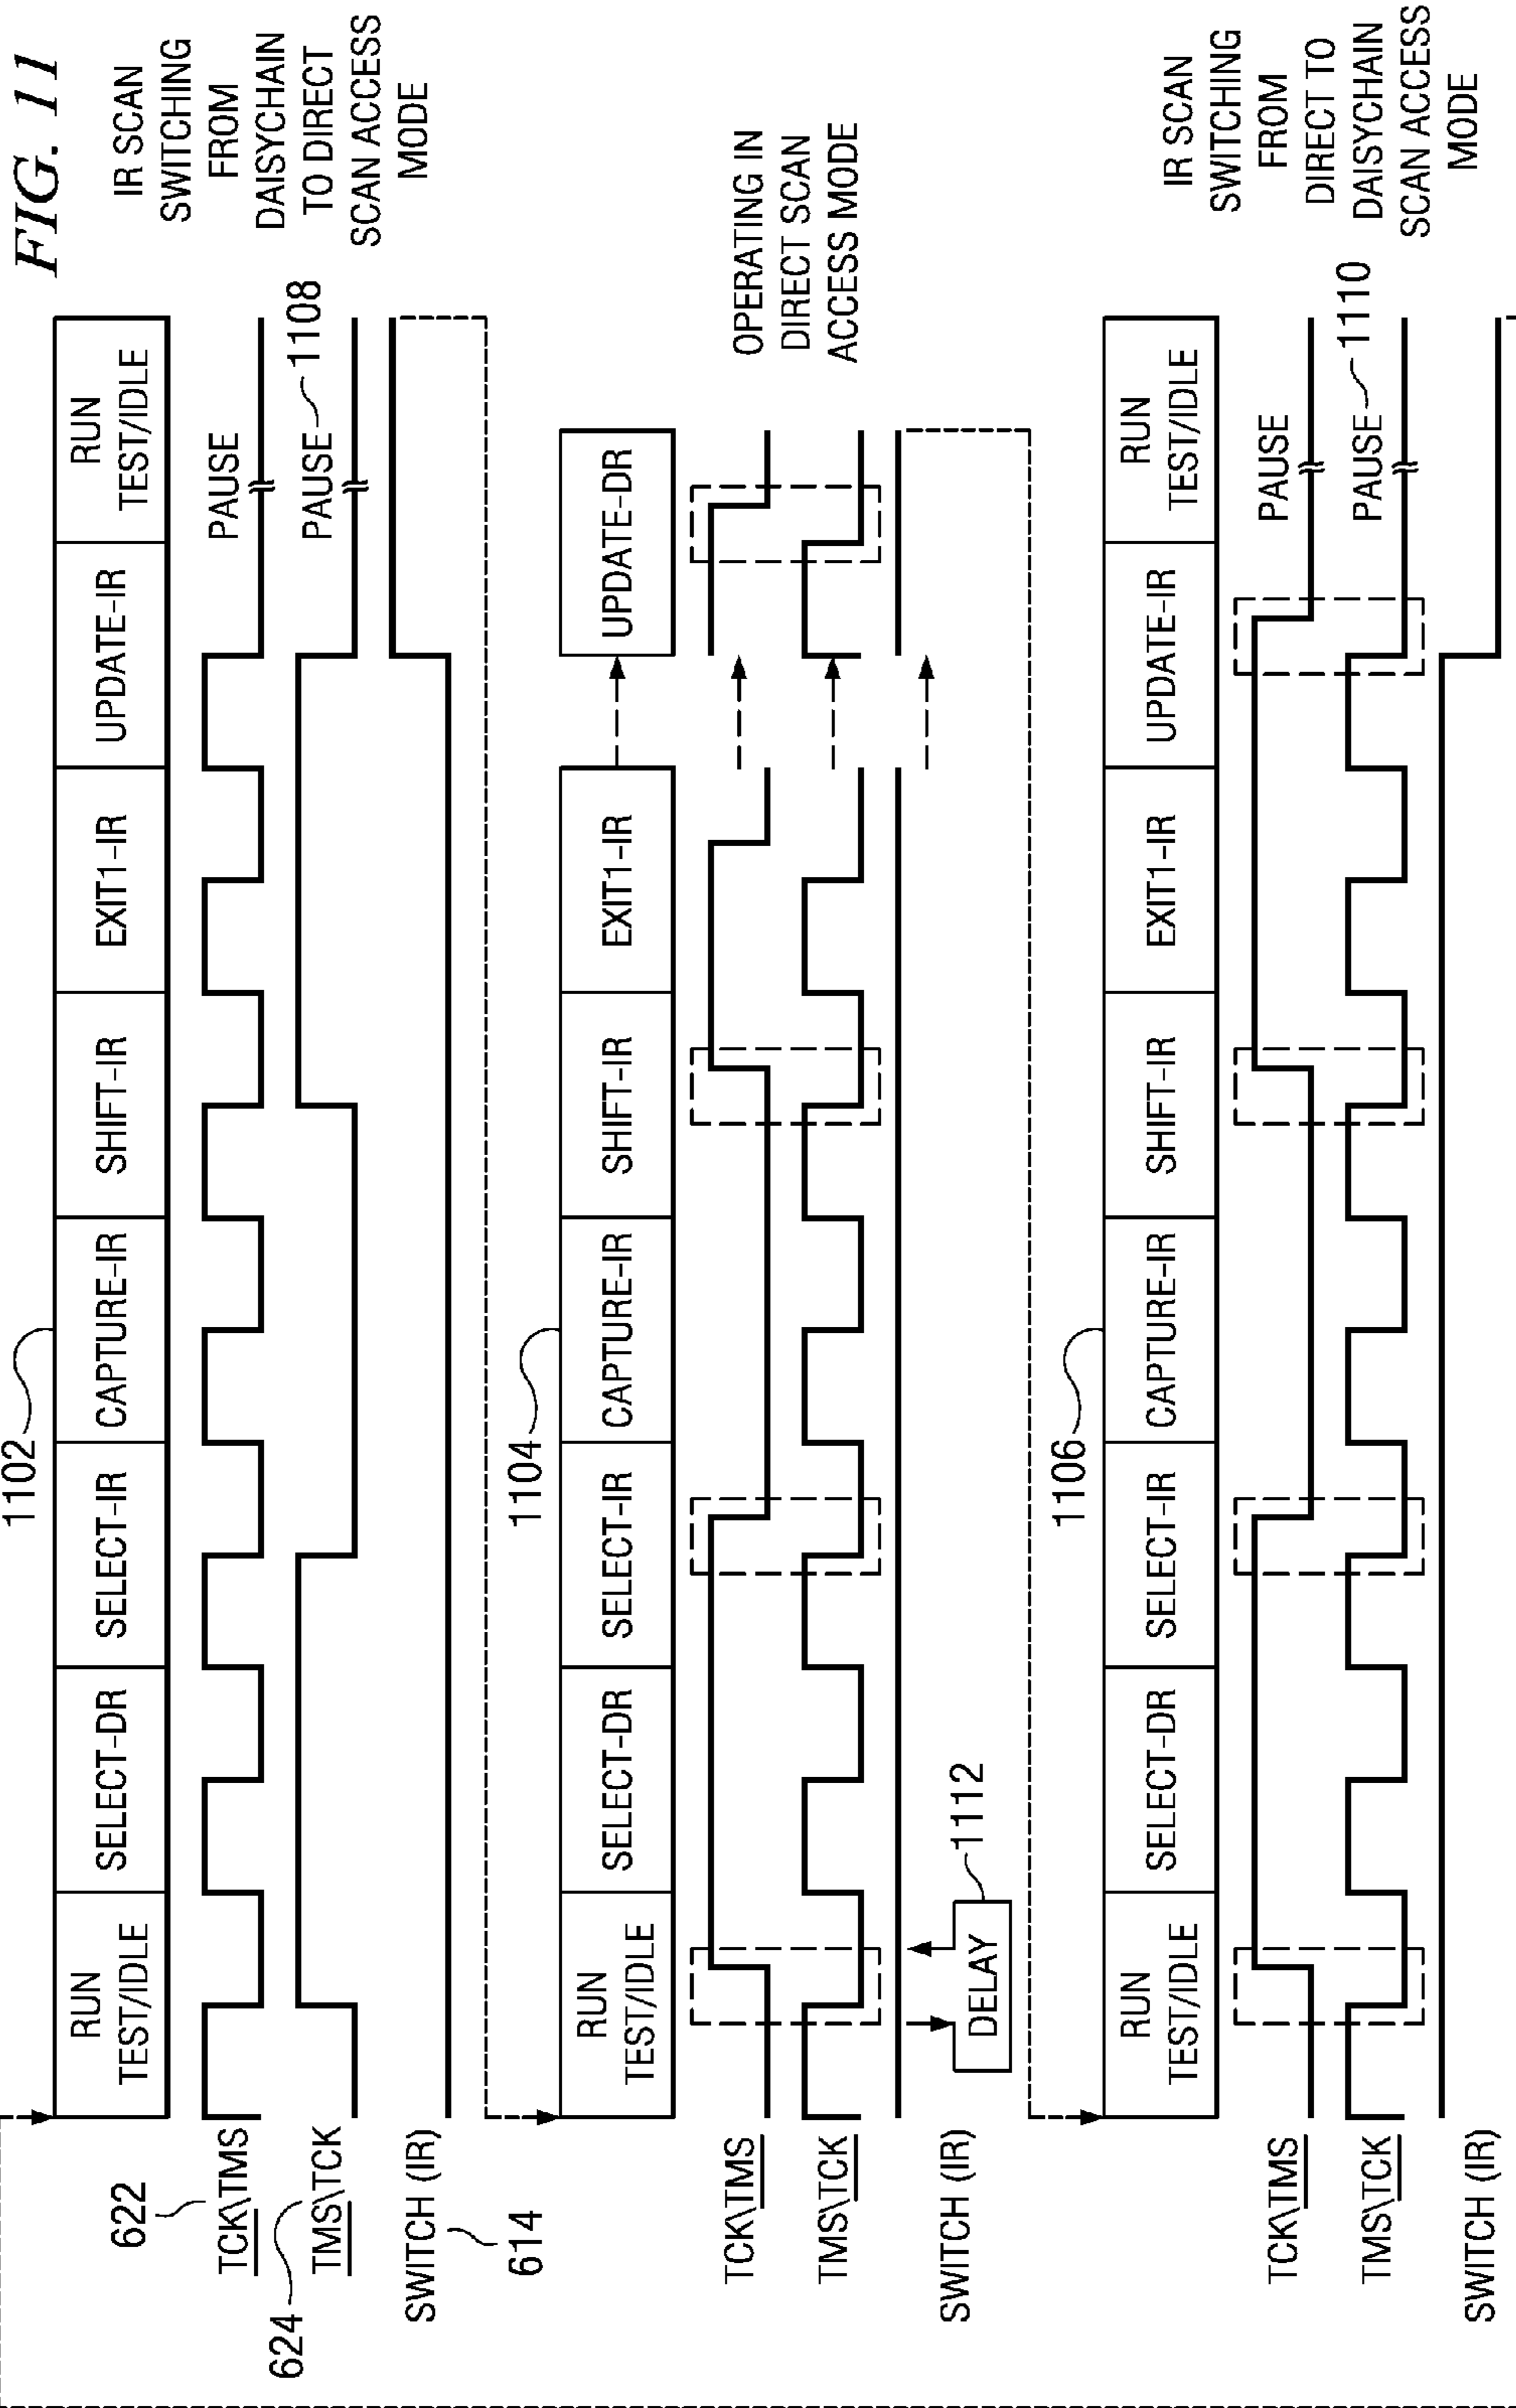 FIG. 11
1102
RUN
TEST/IDLE
SELECT-DR
SELECT-IR
CAPTURE-IR
SHIFT-IR
EXIT1-IR
UPDATE-IR
RUN
TEST/IDLE
622
TCK\TMS
PAUSE
624
TMS\TCK
PAUSE
1108
SWITCH (IR)
614
IR SCAN
SWITCHING
FROM
DAISYCHAIN
TO DIRECT
SCAN ACCESS
MODE
1104
RUN
TEST/IDLE
SELECT-DR
SELECT-IR
CAPTURE-IR
SHIFT-IR
EXIT1-IR
UPDATE-DR
TCK\TMS
TMS\TCK
SWITCH (IR)
DELAY
1112
OPERATING IN
DIRECT SCAN
ACCESS MODE
1106
RUN
TEST/IDLE
SELECT-DR
SELECT-IR
CAPTURE-IR
SHIFT-IR
EXIT1-IR
UPDATE-IR
RUN
TEST/IDLE
TCK\TMS
PAUSE
TMS\TCK
PAUSE
1110
SWITCH (IR)
IR SCAN
SWITCHING
FROM
DIRECT TO
DAISYCHAIN
SCAN ACCESS
MODE